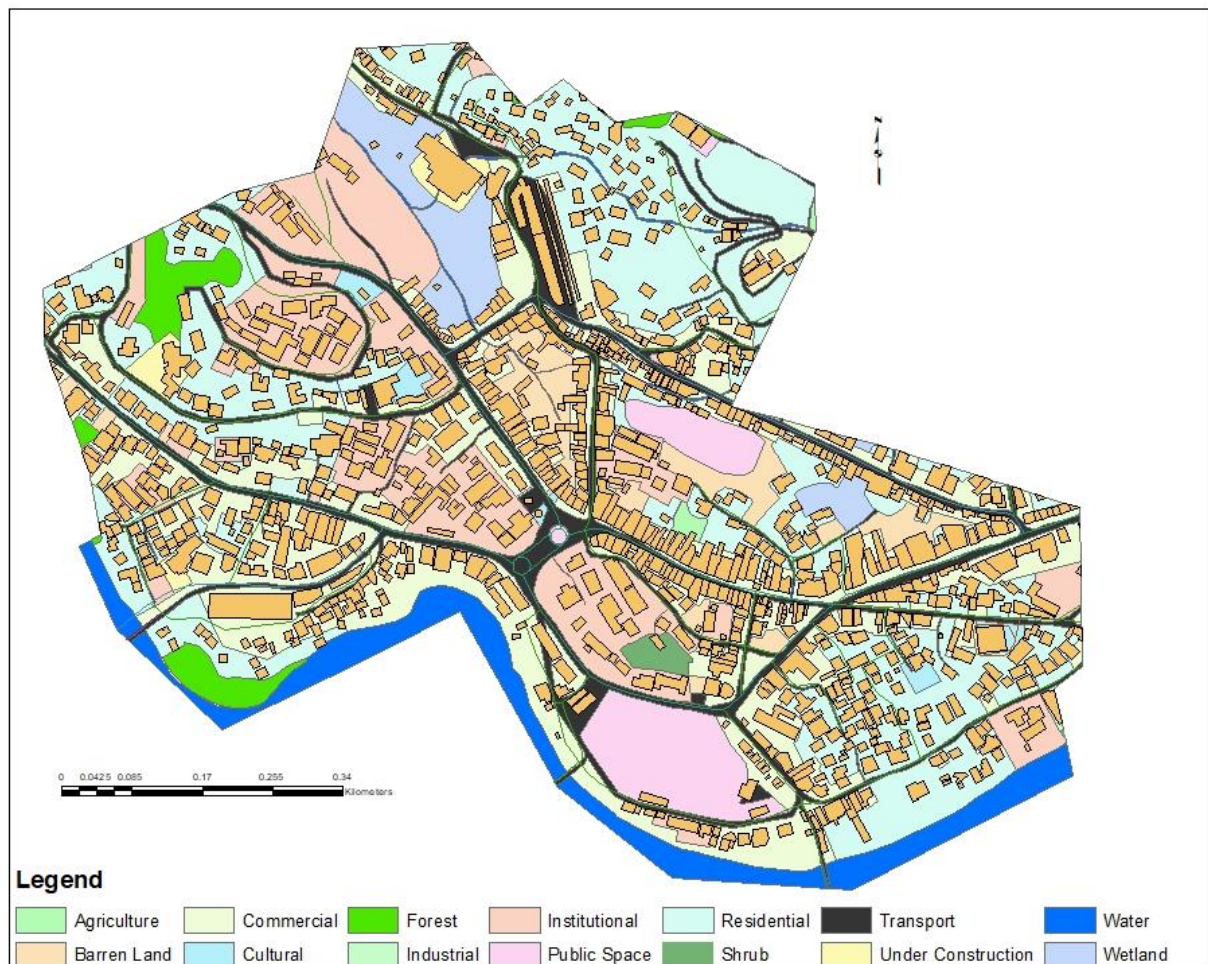 N
0 0.0425 0.085 0.17 0.255 0.34
Kilometers
Legend
Agriculture Commercial Forest Institutional Residential Transport Water
Barren Land Cultural Industrial Public Space Shrub Under Construction Wetland